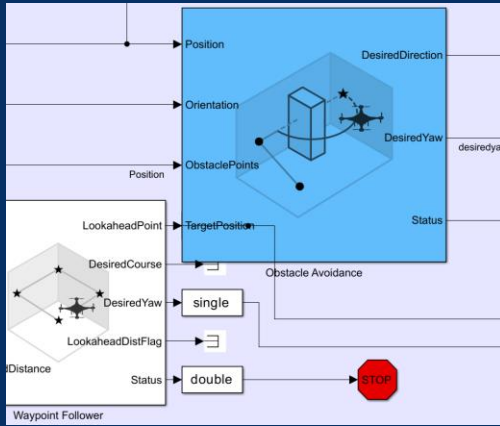 Position
DesiredDirection
Orientation
DesiredYaw
desiredya
ObstaclePoints
Position
LookaheadPoint
TargetPosition
Status
DesiredCourse
Obstacle Avoidance
DesiredYaw
single
LookaheadDistFlag
dDistance
Status
double
STOP
Waypoint Follower